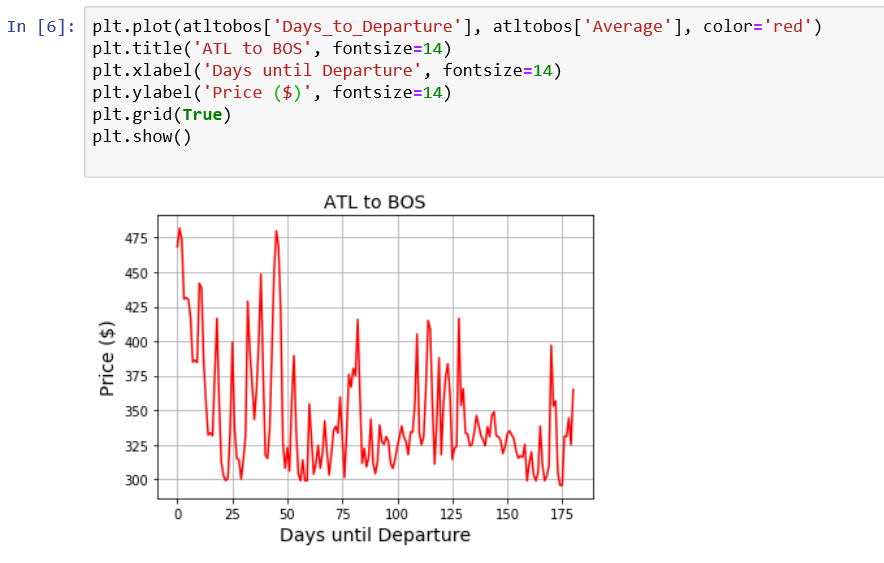 In [6]: plt.plot(atltobos['Days_to_Departure'], atltobos['Average'], color='red')
plt.title('ATL to BOS', fontsize=14)
plt.xlabel('Days until Departure', fontsize=14)
plt.ylabel('Price ($)', fontsize=14)
plt.grid(True)
plt.show()
ATL to BOS
475
450
425
400
375
350
325
300
Price ($)
0 25 50 75 100 125 150 175
Days until Departure